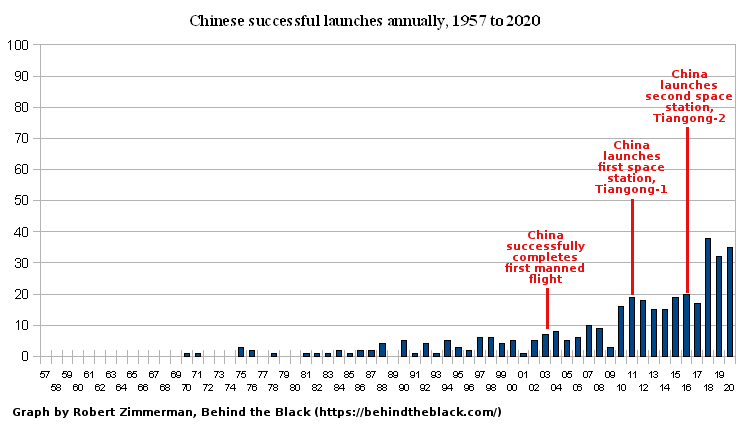 Chinese successful launches annually, 1957 to 2020
100
90
80
70
60
50
40
30
20
10
0
China
launches
second space
station,
Tiangong-2
China
launches
first space
station,
Tiangong-1
China
successfully
completes
first manned
flight
57 59 61 63 65 67 69 71 73 75 77 79 81 83 85 87 89 91 93 95 97 99 01 03 05 07 09 11 13 15 17 19
58 60 62 64 66 68 70 72 74 76 78 80 82 84 86 88 90 92 94 96 98 00 02 04 06 08 10 12 14 16 18 20
Graph by Robert Zimmerman, Behind the Black (https://behindtheblack.com/)